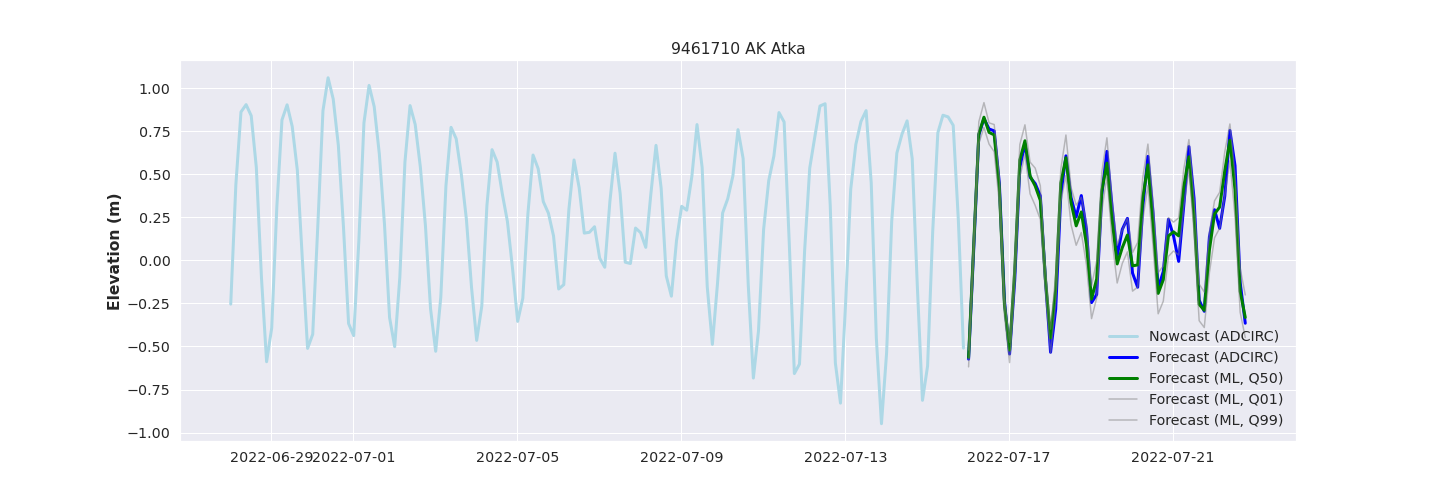 9461710 AK Atka
Elevation (m)
1.00
0.75
0.50
0.25
0.00
−0.25
−0.50
−0.75
−1.00
Nowcast (ADCIRC)
Forecast (ADCIRC)
Forecast (ML, Q50)
Forecast (ML, Q01)
Forecast (ML, Q99)
2022-06-29 2022-07-01 2022-07-05 2022-07-09 2022-07-13 2022-07-17 2022-07-21